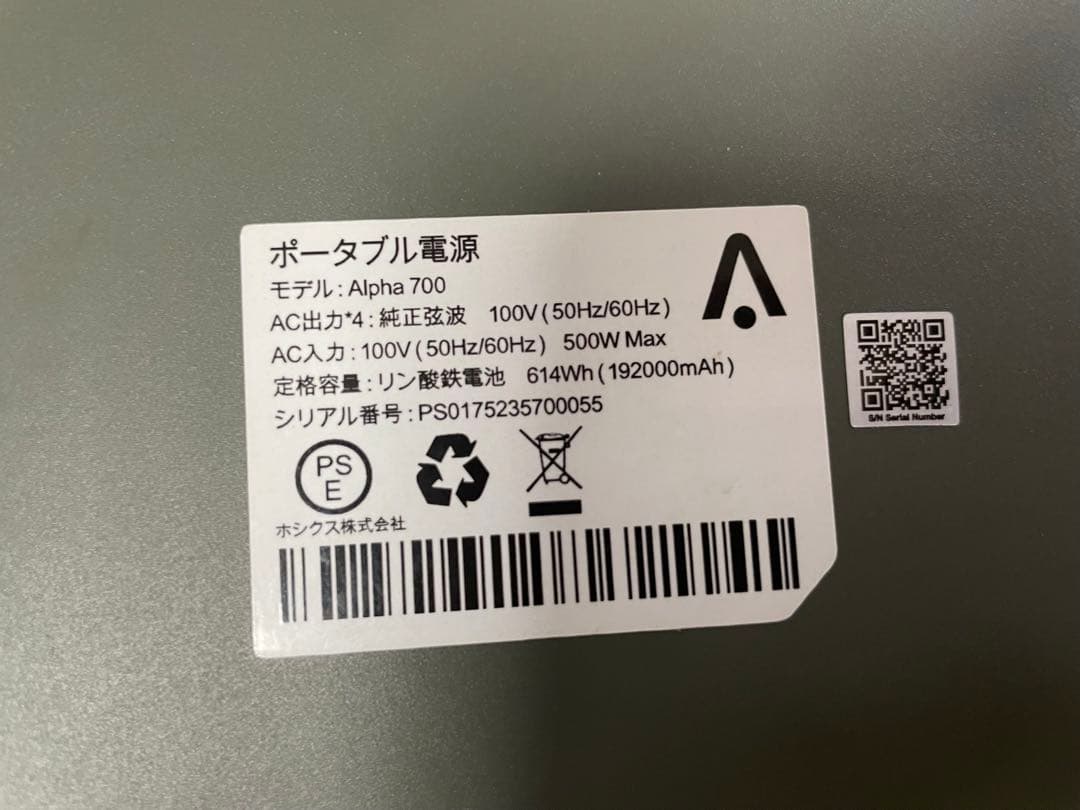 ポータブル電源
モデル : Alpha 700
AC出力*4 : 純正弦波 100V ( 50Hz/60Hz )
AC入力 : 100V ( 50Hz/60Hz ) 500W Max
定格容量 : リン酸鉄電池 614Wh ( 192000mAh )
シリアル番号 : PS0175235700055
PS
E
ホシクス株式会社
S/N Serial Number